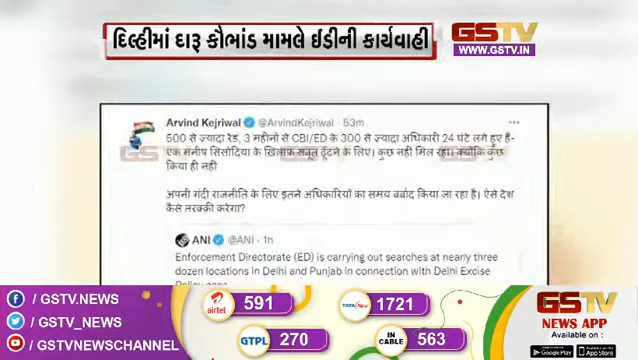 દિલ્હીમાં દારૂ કૌભાંડ મામલે ઇડીની કાર્યવાહી
GSTV
WWW.GSTV.IN
Arvind Kejriwal @ArvindKejriwal · 53m
500 से ज़्यादा रेड, 3 महीनों से CBI/ED के 300 से ज़्यादा अधिकारी 24 घंटे लगे हुए हैं-
एक मनीष सिसोदिया के ख़िलाफ़ सबूत ढूँढने के लिए। कुछ नहीं मिल रहा। क्योंकि कुछ
किया ही नहीं
अपनी गंदी राजनीति के लिए इतने अधिकारियों का समय बर्बाद किया जा रहा है। ऐसे देश
कैसे तरक्की करेगा?
ANI @ANI · 1h
Enforcement Directorate (ED) is carrying out searches at nearly three
dozen locations in Delhi and Punjab in connection with Delhi Excise
Policy case
/ GSTV.NEWS
/ GSTV_NEWS
/ GSTVNEWSCHANNEL
airtel 591
TATA 1721
GTPL 270
IN CABLE 563
GSTV
NEWS APP
Available on :
Google Play
App Store